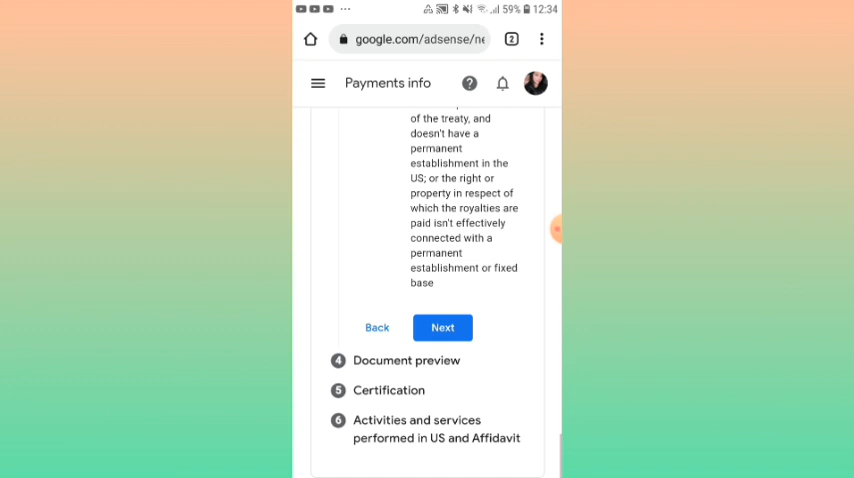 59% 12:34
google.com/adsense/ne
2
Payments info
of the treaty, and
doesn't have a
permanent
establishment in the
US; or the right or
property in respect of
which the royalties are
paid isn't effectively
connected with a
permanent
establishment or fixed
base
Back Next
4 Document preview
5 Certification
6 Activities and services
performed in US and Affidavit